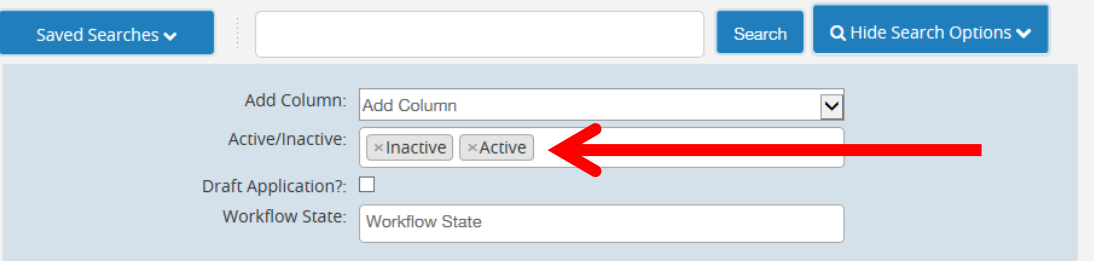 Saved Searches
Search
Hide Search Options
Add Column: Add Column
Active/Inactive: ×Inactive ×Active
Draft Application?:
Workflow State: Workflow State